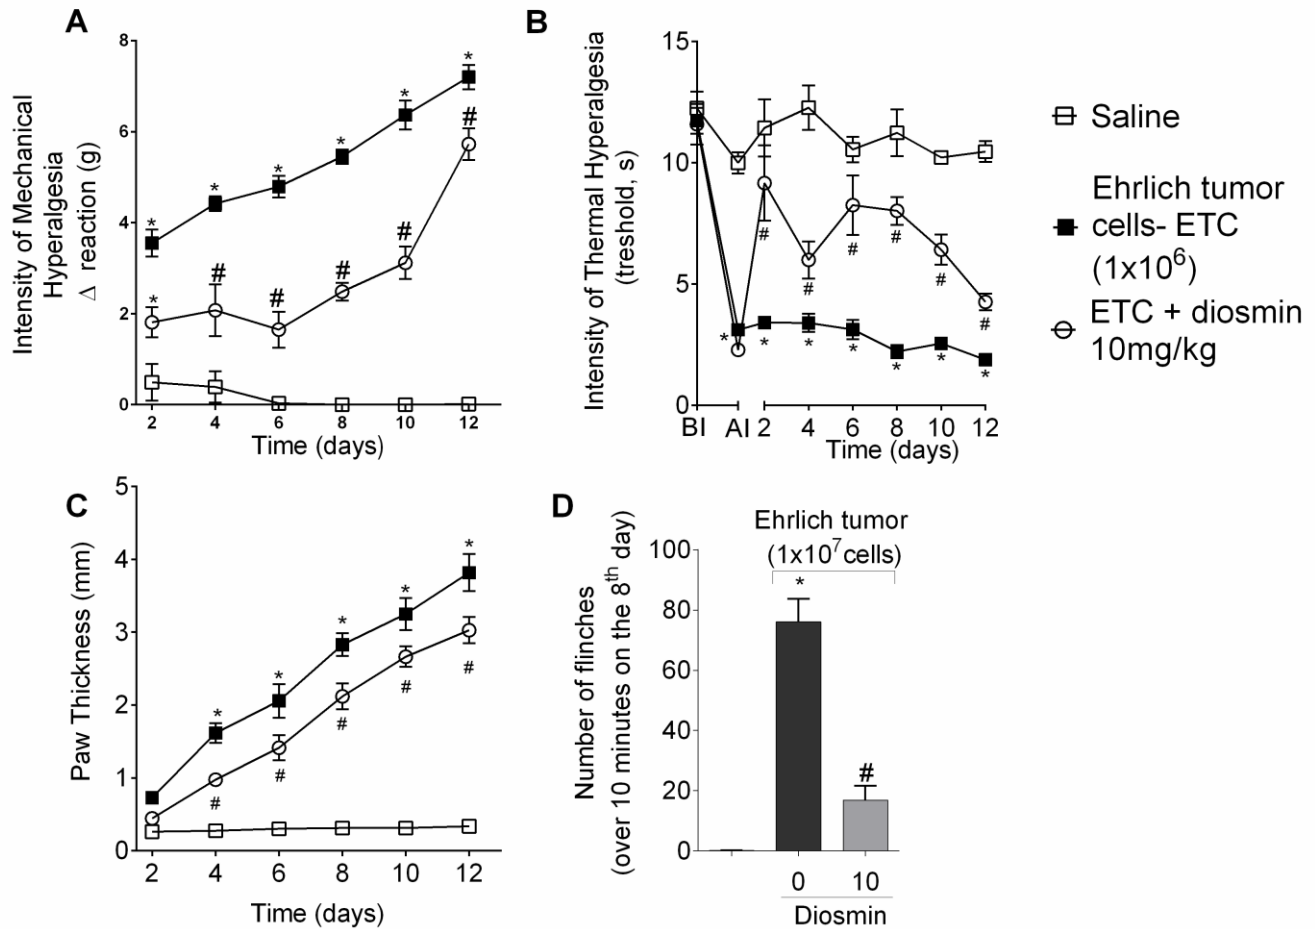 A
Intensity of Mechanical
Hyperalgesia
Δ reaction (g)
8
6
4
2
0
* * * * * *
# # # # #
*
2 4 6 8 10 12
Time (days)
B
Intensity of Thermal Hyperalgesia
(treshold, s)
15
10
5
0
# # # # # #
* * * * * * *
BI AI 2 4 6 8 10 12
Time (days)
Saline
Ehrlich tumor
cells- ETC
(1x10⁶)
ETC + diosmin
10mg/kg
C
Paw Thickness (mm)
5
4
3
2
1
0
* * * * *
# # # # #
2 4 6 8 10 12
Time (days)
D
Number of flinches
(over 10 minutes on the 8ᵗʰ day)
Ehrlich tumor
(1x10⁷cells)
100
80
60
40
20
0
*
#
0 10
Diosmin